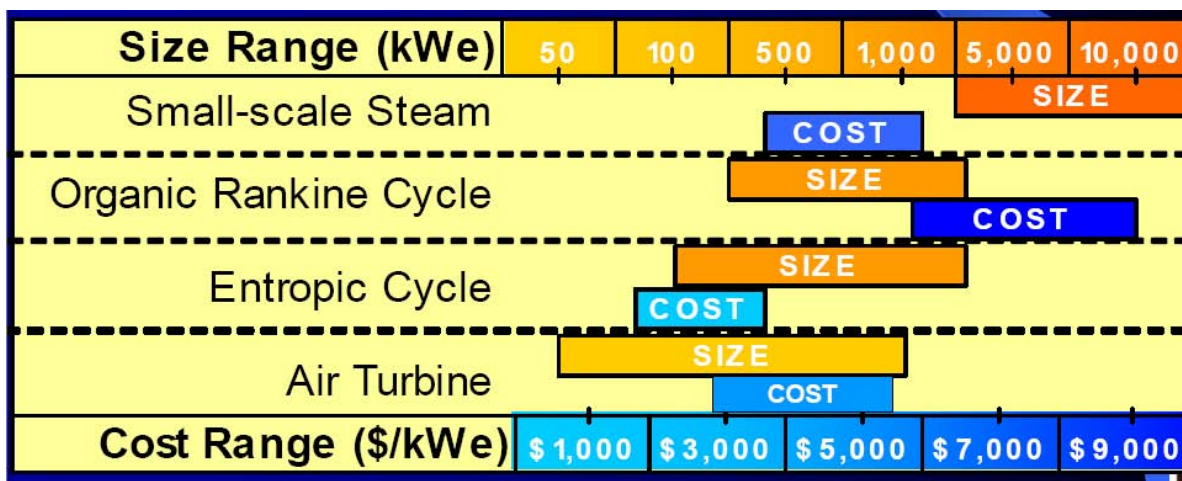 Size Range (kWe) 50 100 500 1,000 5,000 10,000
SIZE
Small-scale Steam
COST
SIZE
Organic Rankine Cycle
COST
SIZE
Entropic Cycle
COST
SIZE
Air Turbine
COST
Cost Range ($/kWe) $1,000 $3,000 $5,000 $7,000 $9,000